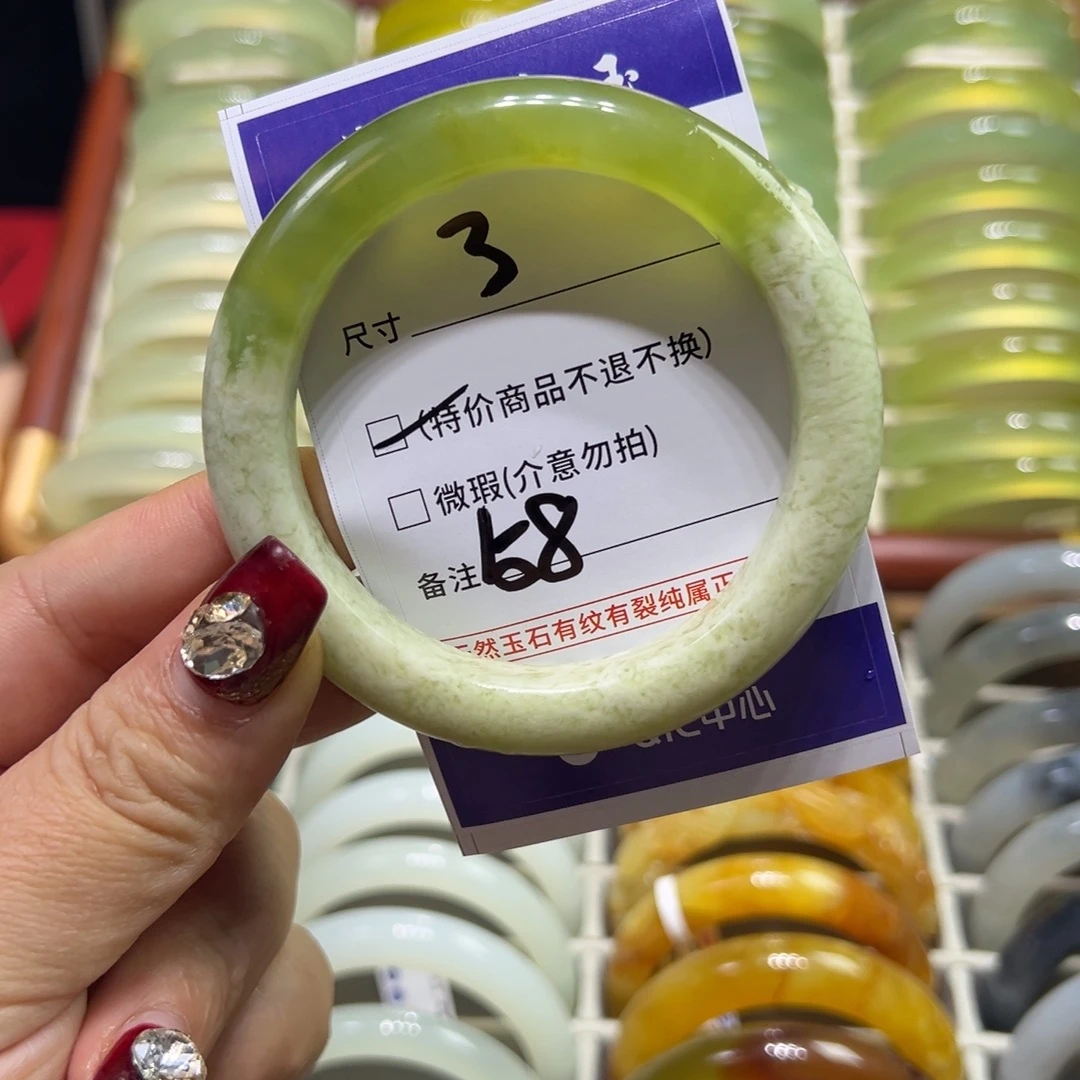 尺寸 3
(特价商品不退不换)
微瑕(介意勿拍)
备注 58
然玉石有纹有裂纯属正
中心